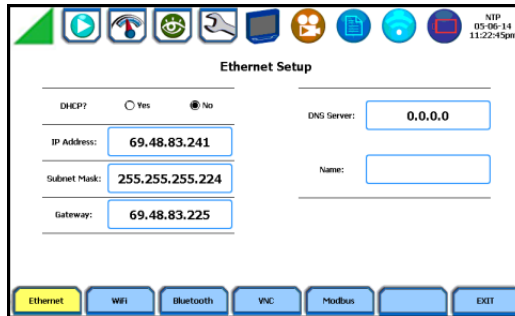 NTP
05-06-14
11:22:45pm
Ethernet Setup
DHCP? Yes No
IP Address: 69.48.83.241
Subnet Mask: 255.255.255.224
Gateway: 69.48.83.225
DNS Server: 0.0.0.0
Name:
Ethernet WiFi Bluetooth VNC Modbus EXIT